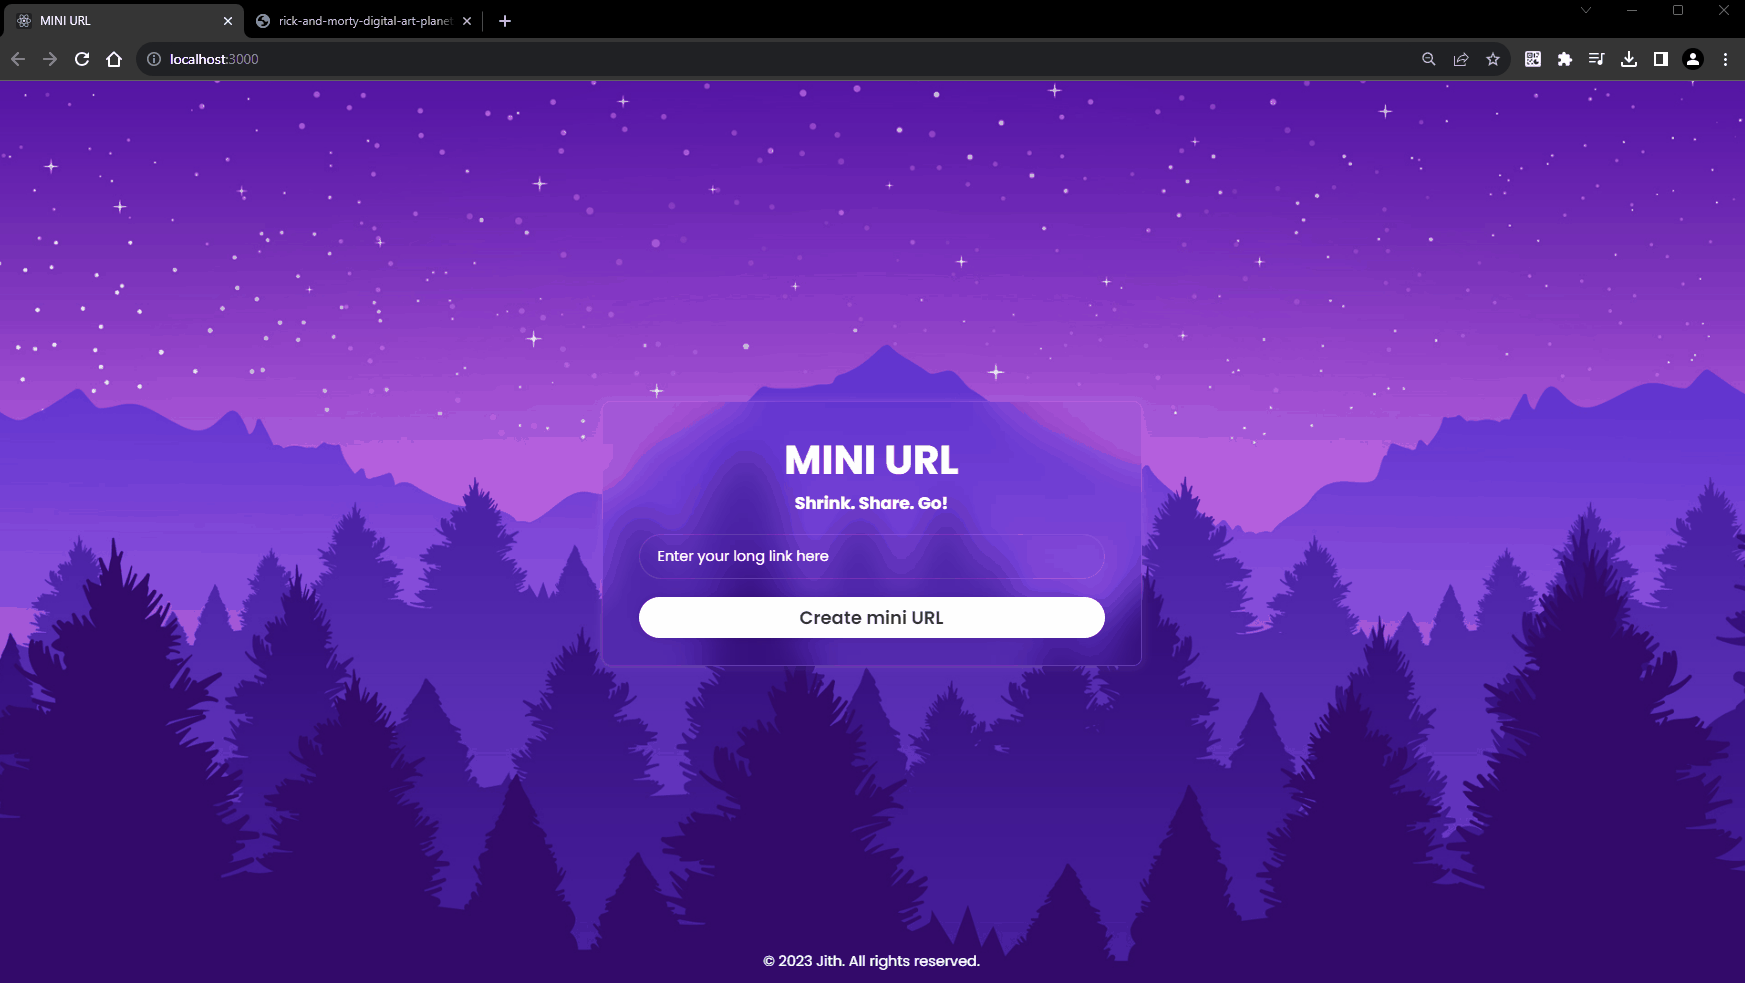 MINI URL
rick-and-morty-digital-art-planet
localhost:3000
MINI URL
Shrink. Share. Go!
Enter your long link here
Create mini URL
© 2023 Jith. All rights reserved.